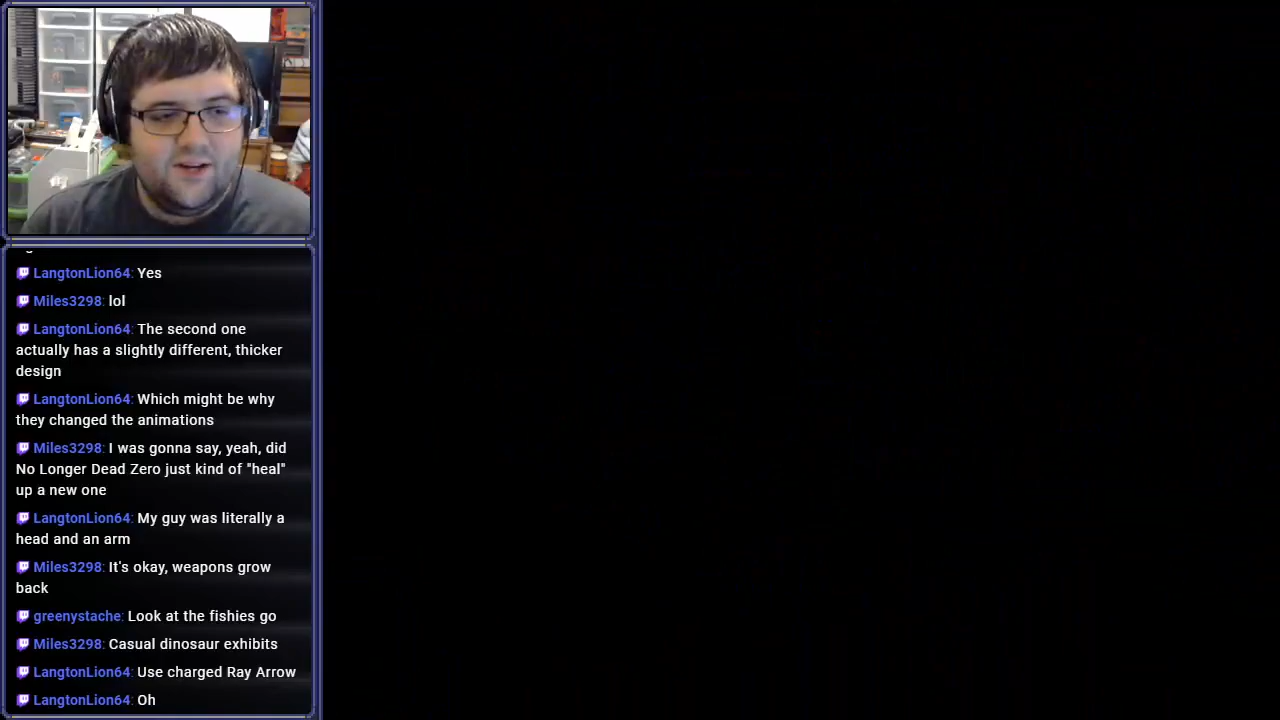 LangtonLion64: Yes
Miles3298: lol
LangtonLion64: The second one
actually has a slightly different, thicker
design
LangtonLion64: Which might be why
they changed the animations
Miles3298: I was gonna say, yeah, did
No Longer Dead Zero just kind of "heal"
up a new one
LangtonLion64: My guy was literally a
head and an arm
Miles3298: It's okay, weapons grow
back
greenystache: Look at the fishies go
Miles3298: Casual dinosaur exhibits
LangtonLion64: Use charged Ray Arrow
LangtonLion64: Oh